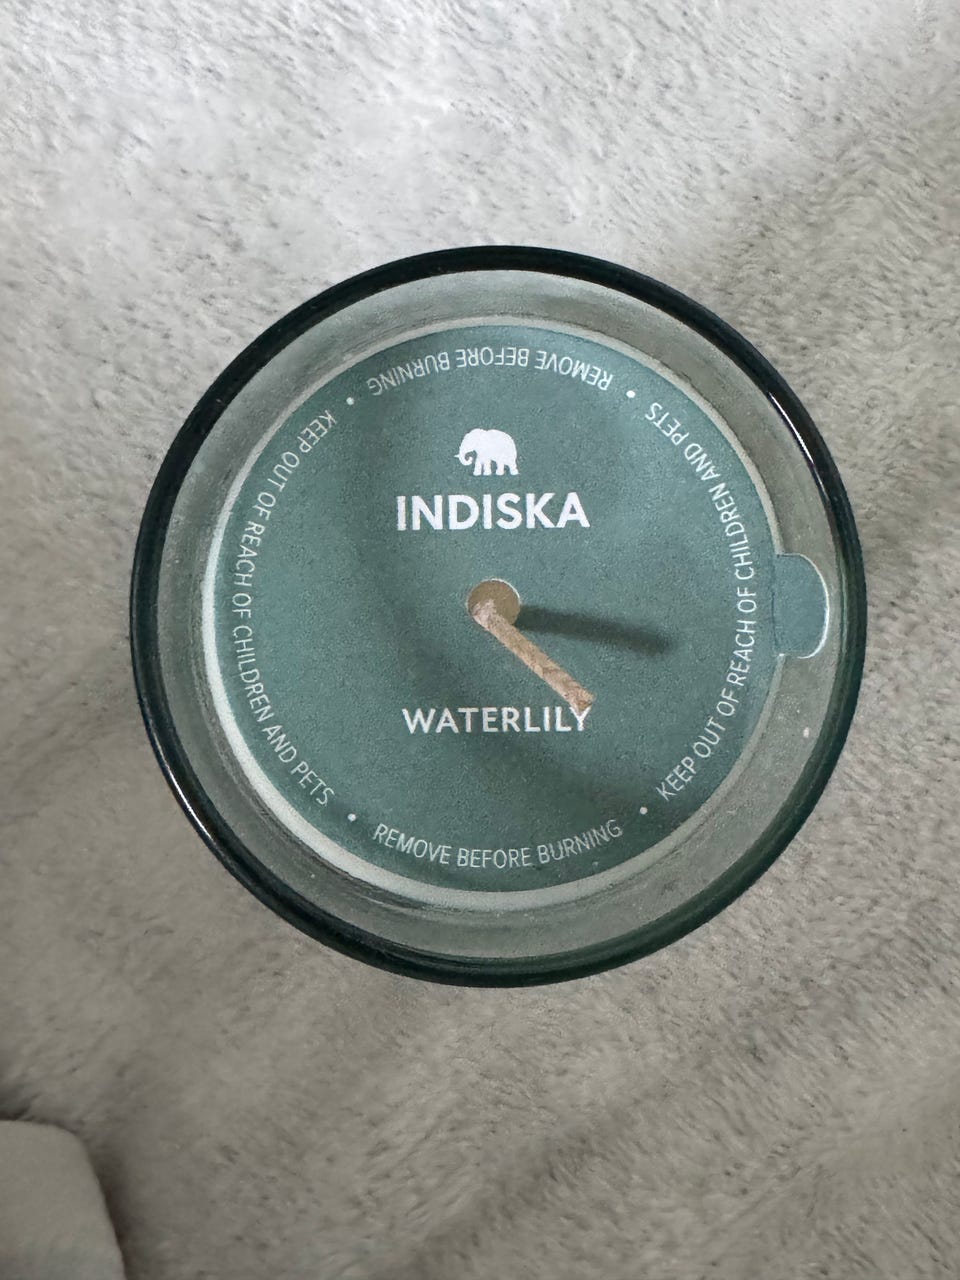 INDISKA
WATERLILY
REMOVE BEFORE BURNING • KEEP OUT OF REACH OF CHILDREN AND PETS • REMOVE BEFORE BURNING • KEEP OUT OF REACH OF CHILDREN AND PETS •